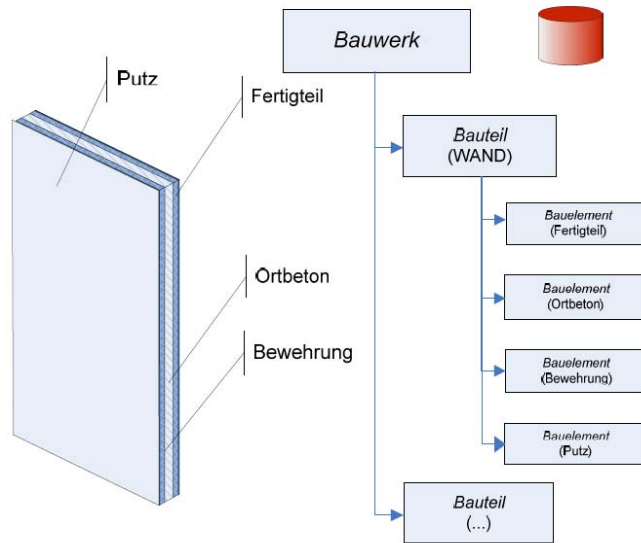 Putz
Fertigteil
Ortbeton
Bewehrung
Bauwerk
Bauteil
(WAND)
Bauelement
(Fertigteil)
Bauelement
(Ortbeton)
Bauelement
(Bewehrung)
Bauelement
(Putz)
Bauteil
(...)